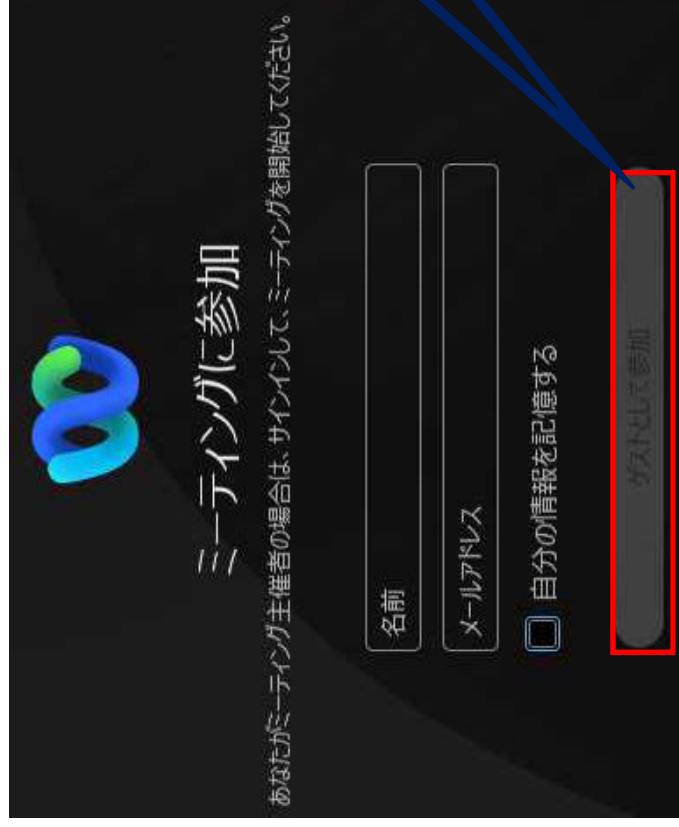 ミーティングに参加
あなたがミーティング主催者の場合は、サインインして、ミーティングを開始してください。
名前
メールアドレス
自分の情報を記憶する
ゲストとして参加